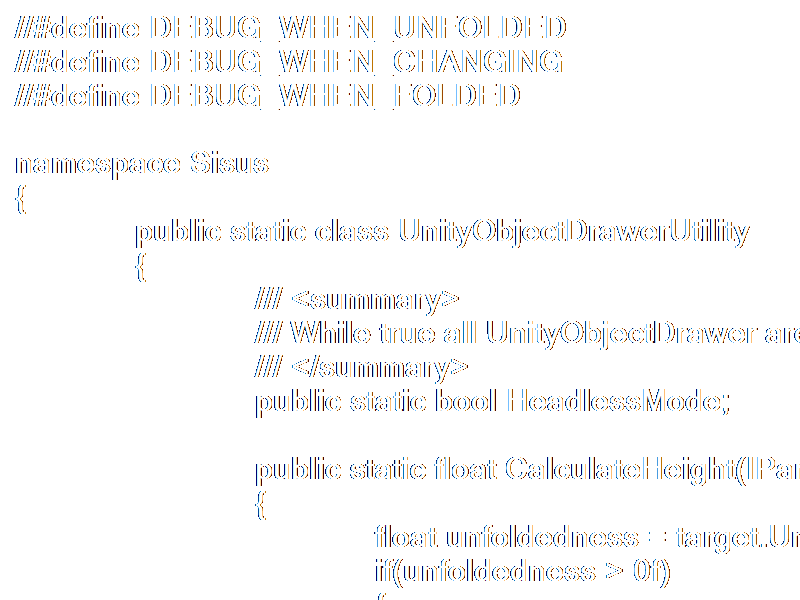 //#define DEBUG_WHEN_UNFOLDED
//#define DEBUG_WHEN_CHANGING
//#define DEBUG_WHEN_FOLDED
namespace Sisus
{
public static class UnityObjectDrawerUtility
{
/// <summary>
/// While true all UnityObjectDrawer are
/// </summary>
public static bool HeadlessMode;
public static float CalculateHeight(IPar
{
float unfoldedness = target.Un
if(unfoldedness > 0f)
{